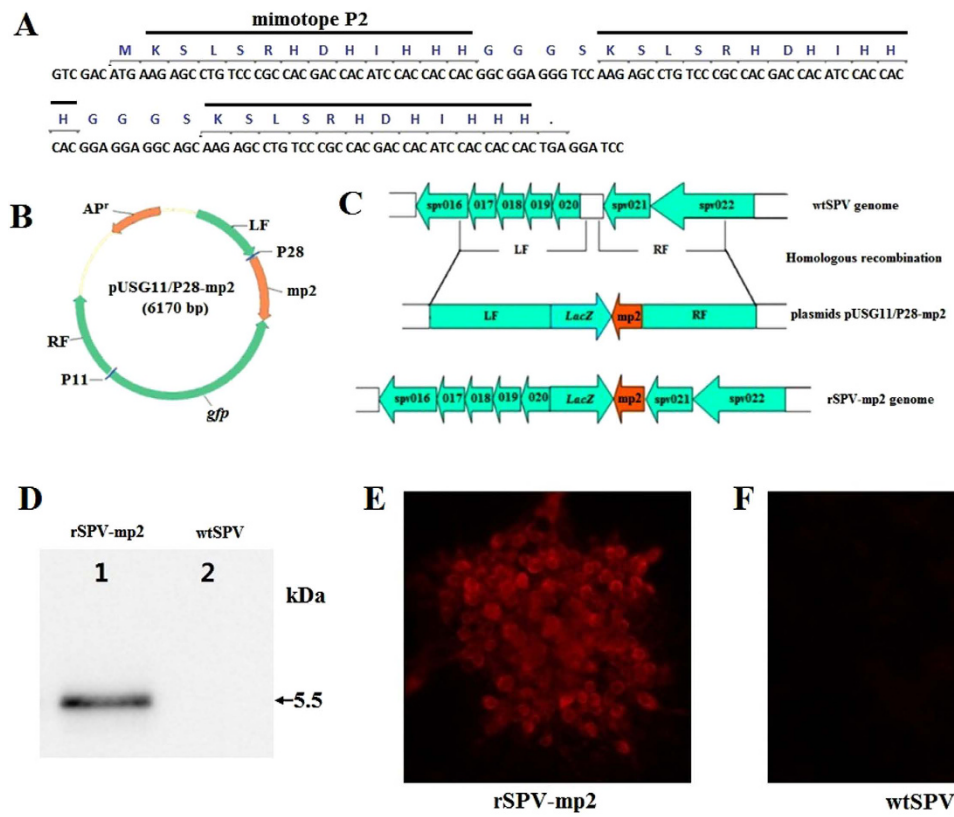 A
mimotope P2
M K S L S R H D H I H H H G G G S K S L S R H D H I H H
GTC GAC ATG AAG AGC CTG TCC CGC CAC GAC CAC ATC CAC CAC CAC GGC GGA GGG TCC AAG AGC CTG TCC CGC CAC GAC CAC ATC CAC CAC
H G G G S K S L S R H D H I H H H .
CAC GGA GGA GGC AGC AAG AGC CTG TCC CGC CAC GAC CAC ATC CAC CAC CAC TGA GGA TCC
B
APr
LF
P28
mp2
pUSG11/P28-mp2
(6170 bp)
RF
P11
gfp
C
spv016 017 018 019 020 spv021 spv022
wtSPV genome
LF RF
Homologous recombination
LF LacZ mp2 RF
plasmids pUSG11/P28-mp2
spv016 017 018 019 020 LacZ mp2 spv021 spv022
rSPV-mp2 genome
D
rSPV-mp2 wtSPV
1 2
kDa
5.5
E
rSPV-mp2
F
wtSPV